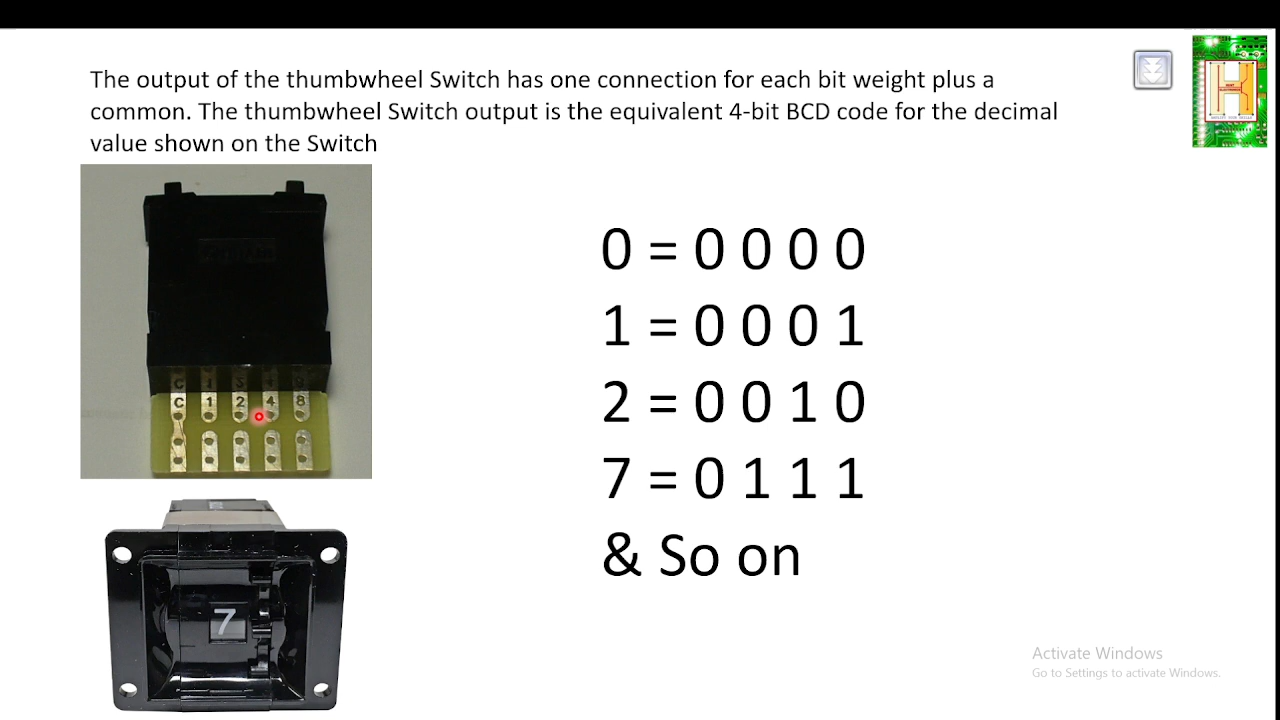 The output of the thumbwheel Switch has one connection for each bit weight plus a
common. The thumbwheel Switch output is the equivalent 4-bit BCD code for the decimal
value shown on the Switch
0 = 0 0 0 0
1 = 0 0 0 1
2 = 0 0 1 0
7 = 0 1 1 1
& So on
C 1 2 4 8
7
Activate Windows
Go to Settings to activate Windows.